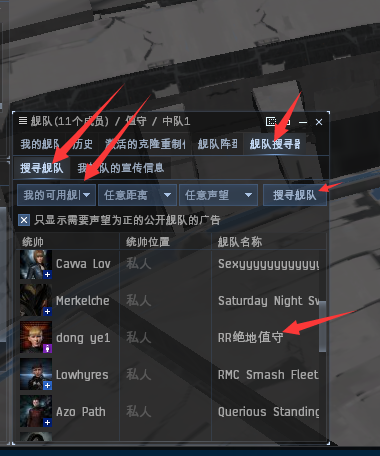 舰队(11个成员) / 值守 / 中队1
我的舰队 历史 激活的克隆重制 舰队阵型 舰队搜寻器
搜寻舰队 我的舰队的宣传信息
我的可用舰 任意距离 任意声望 搜寻舰队
只显示需要声望为正的公开舰队的广告
统帅 统帅位置 舰队名称
Cavva Lov 私人 Sexyyyyyyyyyyyy
Merkelche 私人 Saturday Night Sv
dong ye1 私人 RR绝地值守
Lowhyres 私人 RMC Smash Fleet
Azo Path 私人 Querious Standing